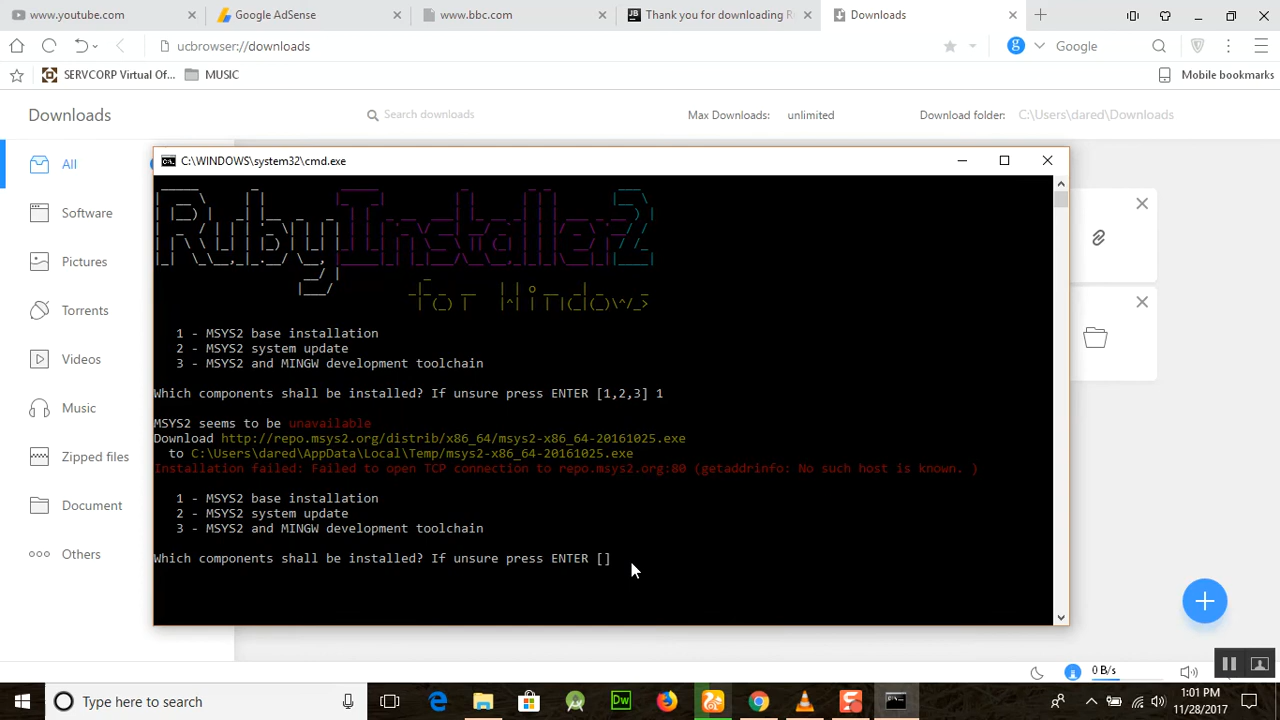 www.youtube.com
Google AdSense
www.bbc.com
Thank you for downloading R
Downloads
ucbrowser://downloads
Google
SERVCORP Virtual Of...
MUSIC
Mobile bookmarks
Downloads
Search downloads
Max Downloads:
unlimited
Download folder:
C:\Users\dared\Downloads
All
Software
Pictures
Torrents
Videos
Music
Zipped files
Document
Others
C:\WINDOWS\system32\cmd.exe
RubyInstaller2
for Windows
1 - MSYS2 base installation
2 - MSYS2 system update
3 - MSYS2 and MINGW development toolchain
Which components shall be installed? If unsure press ENTER [1,2,3] 1
MSYS2 seems to be unavailable
Download http://repo.msys2.org/distrib/x86_64/msys2-x86_64-20161025.exe
to C:\Users\dared\AppData\Local\Temp/msys2-x86_64-20161025.exe
Installation failed: Failed to open TCP connection to repo.msys2.org:80 (getaddrinfo: No such host is known. )
1 - MSYS2 base installation
2 - MSYS2 system update
3 - MSYS2 and MINGW development toolchain
Which components shall be installed? If unsure press ENTER []
0 B/s
Type here to search
Dw
1:01 PM
11/28/2017